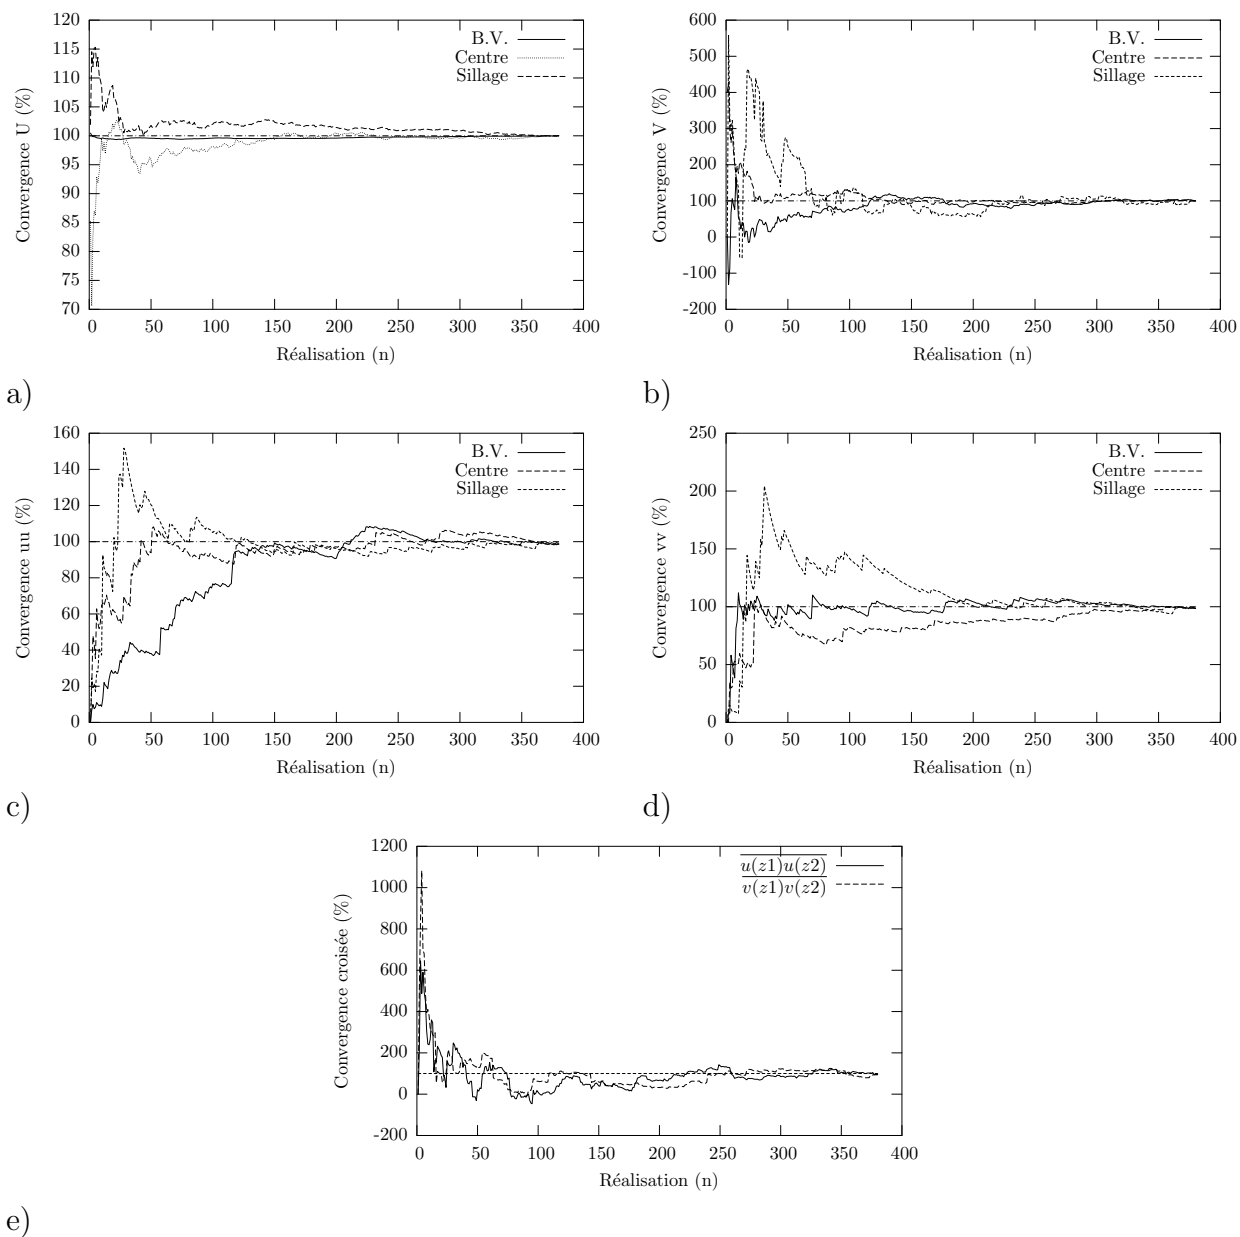 120
115
110
105
100
95
90
85
80
75
70
0 50 100 150 200 250 300 350 400
Convergence U (%)
Réalisation (n)
B.V.
Centre
Sillage
a)
600
500
400
300
200
100
0
-100
-200
0 50 100 150 200 250 300 350 400
Convergence V (%)
Réalisation (n)
B.V.
Centre
Sillage
b)
160
140
120
100
80
60
40
20
0
0 50 100 150 200 250 300 350 400
Convergence uu (%)
Réalisation (n)
B.V.
Centre
Sillage
c)
250
200
150
100
50
0
0 50 100 150 200 250 300 350 400
Convergence vv (%)
Réalisation (n)
B.V.
Centre
Sillage
d)
1200
1000
800
600
400
200
0
-200
0 50 100 150 200 250 300 350 400
Convergence croisée (%)
Réalisation (n)
u(z1)u(z2)
v(z1)v(z2)
e)